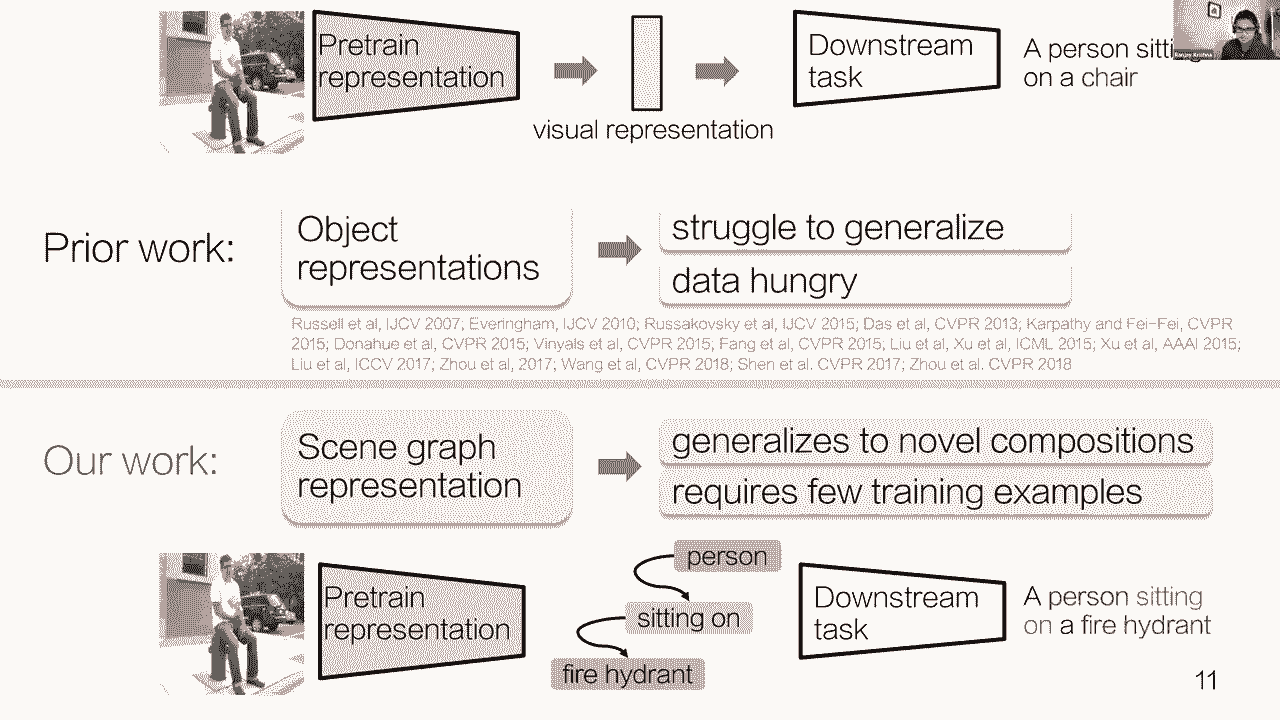 Pretrain
representation
visual representation
Downstream
task
A person sitti
on a chair
Ranjay Krishna
Prior work:
Object
representations
struggle to generalize
data hungry
Russell et al, IJCV 2007; Everingham, IJCV 2010; Russakovsky et al, IJCV 2015; Das et al, CVPR 2013; Karpathy and Fei-Fei, CVPR
2015; Donahue et al, CVPR 2015; Vinyals et al, CVPR 2015; Fang et al, CVPR 2015; Liu et al, Xu et al, ICML 2015; Xu et al, AAAI 2015;
Liu et al, ICCV 2017; Zhou et al, 2017; Wang et al, CVPR 2018; Shen et al. CVPR 2017; Zhou et al. CVPR 2018
Our work:
Scene graph
representation
generalizes to novel compositions
requires few training examples
Pretrain
representation
person
sitting on
fire hydrant
Downstream
task
A person sitting
on a fire hydrant
11